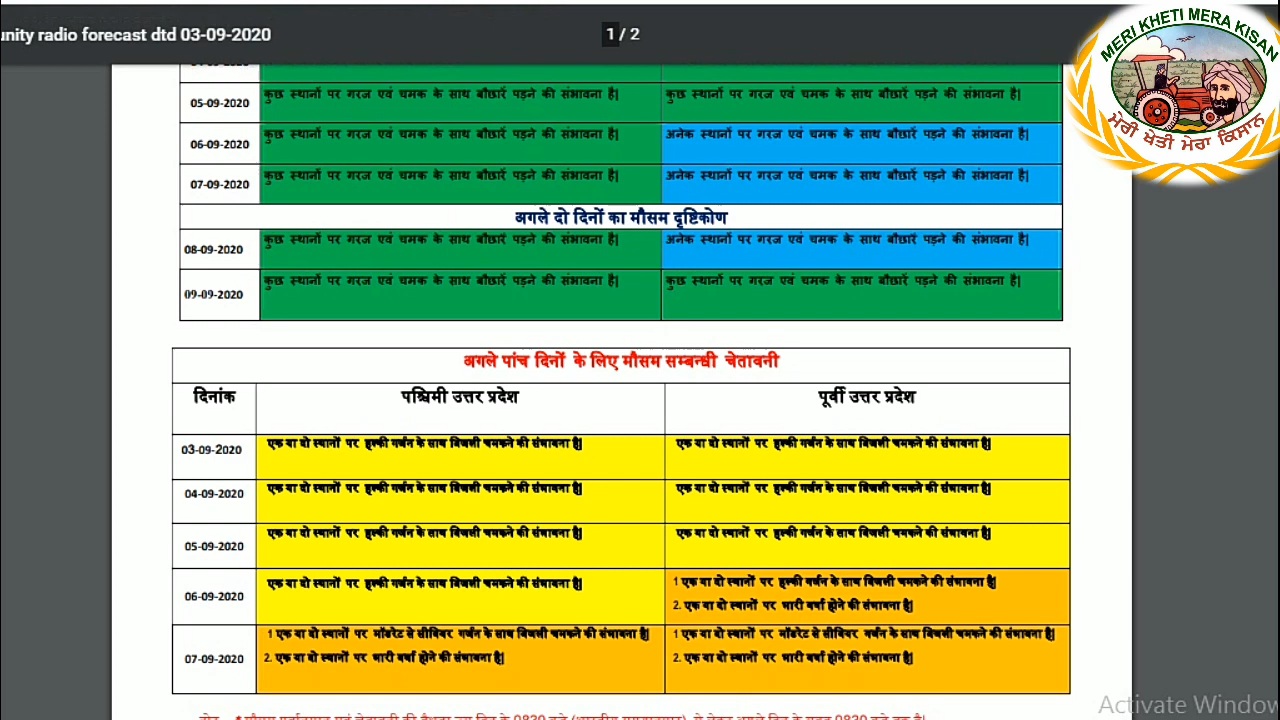 unity radio forecast dtd 03-09-2020
1 / 2
MERI KHETI MERA KISAN
ਮੇਰੀ ਖੇਤੀ ਮੇਰਾ ਕਿਸਾਨ
05-09-2020 कुछ स्थानों पर गरज एवं चमक के साथ बौछारें पड़ने की संभावना है| कुछ स्थानों पर गरज एवं चमक के साथ बौछारें पड़ने की संभावना है|
06-09-2020 कुछ स्थानों पर गरज एवं चमक के साथ बौछारें पड़ने की संभावना है| अनेक स्थानों पर गरज एवं चमक के साथ बौछारें पड़ने की संभावना है|
07-09-2020 कुछ स्थानों पर गरज एवं चमक के साथ बौछारें पड़ने की संभावना है| अनेक स्थानों पर गरज एवं चमक के साथ बौछारें पड़ने की संभावना है|
अगले दो दिनों का मौसम दृष्टिकोण
08-09-2020 कुछ स्थानों पर गरज एवं चमक के साथ बौछारें पड़ने की संभावना है| अनेक स्थानों पर गरज एवं चमक के साथ बौछारें पड़ने की संभावना है|
09-09-2020 कुछ स्थानों पर गरज एवं चमक के साथ बौछारें पड़ने की संभावना है| कुछ स्थानों पर गरज एवं चमक के साथ बौछारें पड़ने की संभावना है|
अगले पांच दिनों के लिए मौसम सम्बन्धी चेतावनी
दिनांक पश्चिमी उत्तर प्रदेश पूर्वी उत्तर प्रदेश
03-09-2020 एक या दो स्थानों पर हल्की गर्जन के साथ बिजली चमकने की संभावना है| एक या दो स्थानों पर हल्की गर्जन के साथ बिजली चमकने की संभावना है|
04-09-2020 एक या दो स्थानों पर हल्की गर्जन के साथ बिजली चमकने की संभावना है| एक या दो स्थानों पर हल्की गर्जन के साथ बिजली चमकने की संभावना है|
05-09-2020 एक या दो स्थानों पर हल्की गर्जन के साथ बिजली चमकने की संभावना है| एक या दो स्थानों पर हल्की गर्जन के साथ बिजली चमकने की संभावना है|
06-09-2020 एक या दो स्थानों पर हल्की गर्जन के साथ बिजली चमकने की संभावना है| 1 एक या दो स्थानों पर हल्की गर्जन के साथ बिजली चमकने की संभावना है|
2. एक या दो स्थानों पर भारी वर्षा होने की संभावना है|
07-09-2020 1 एक या दो स्थानों पर मॉडरेट से सीवियर गर्जन के साथ बिजली चमकने की संभावना है| 1 एक या दो स्थानों पर मॉडरेट से सीवियर गर्जन के साथ बिजली चमकने की संभावना है|
2. एक या दो स्थानों पर भारी वर्षा होने की संभावना है| 2. एक या दो स्थानों पर भारी वर्षा होने की संभावना है|
Activate Window